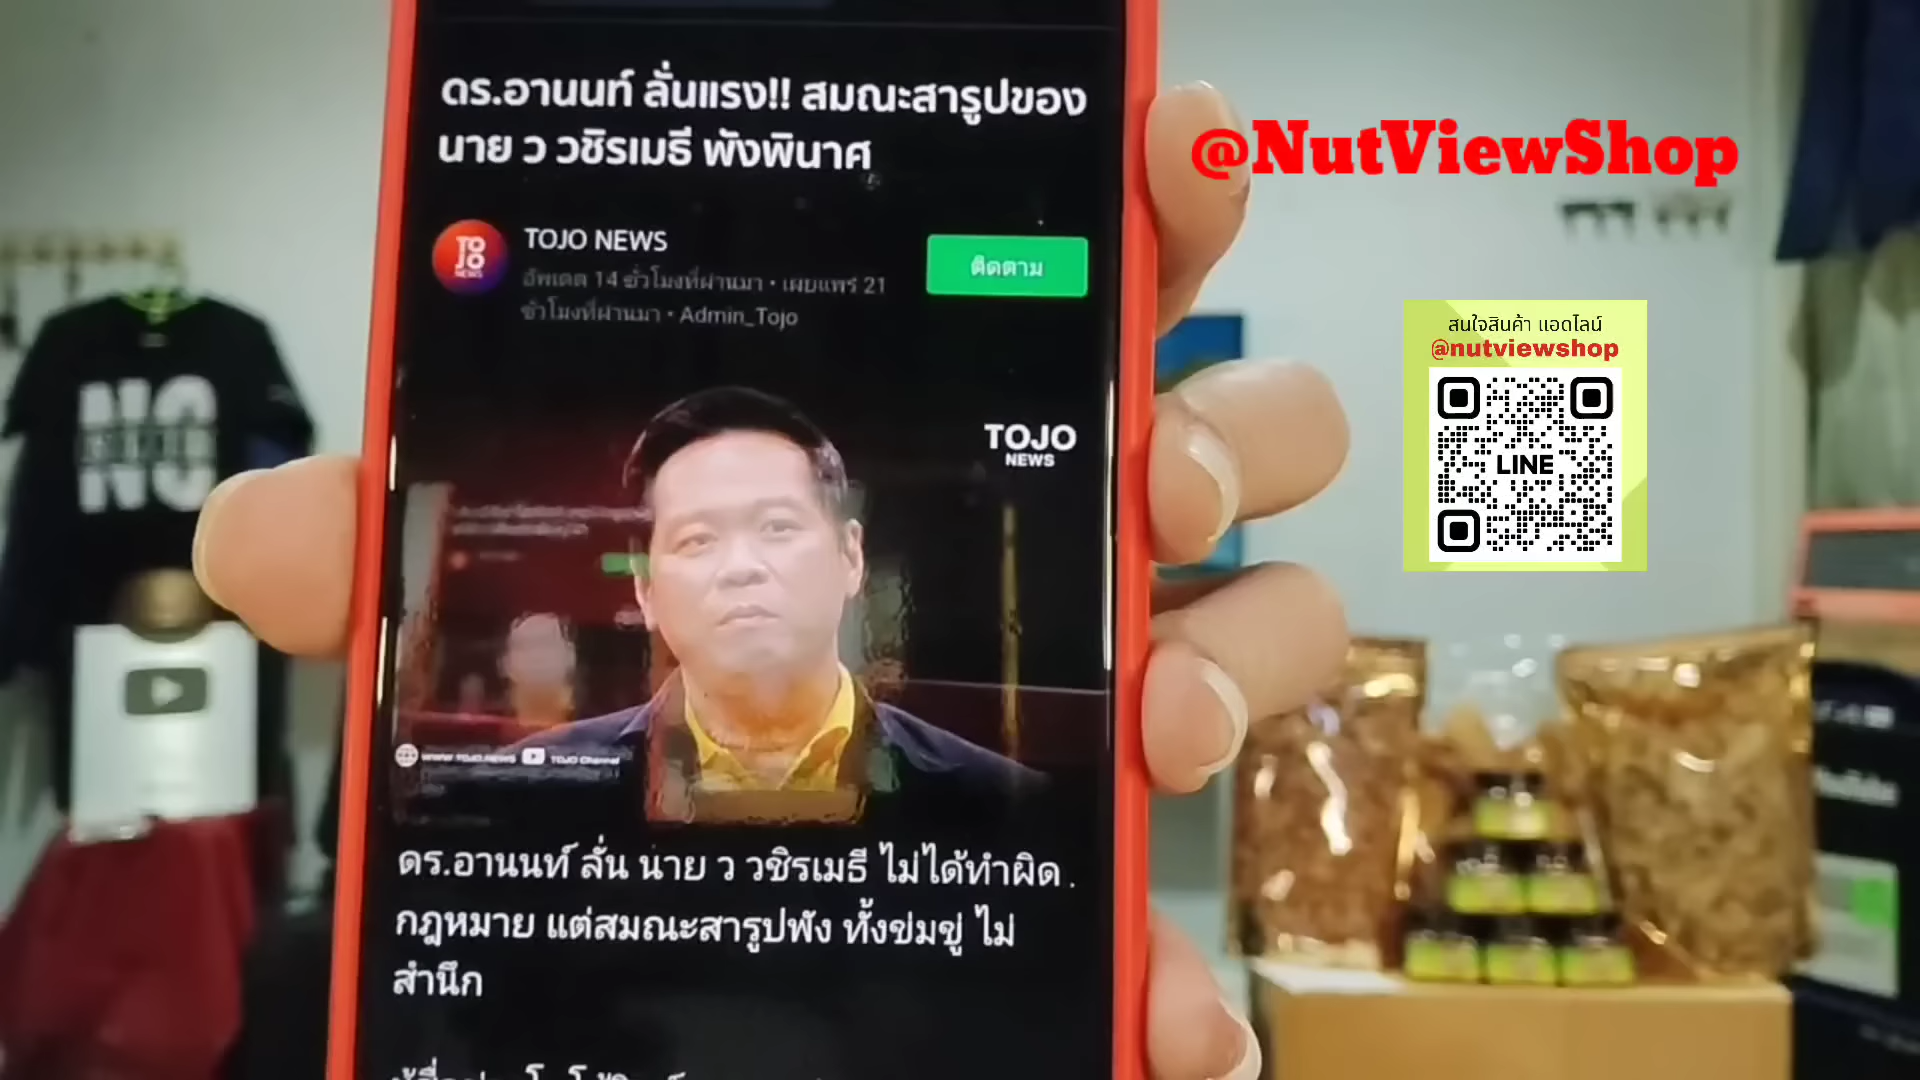 ดร.อานนท์ ลั่นแรง!! สมณะสารูปของ
นาย ว วชิรเมธี พังพินาศ
TOJO NEWS
อัพเดต 14 ชั่วโมงที่ผ่านมา • เผยแพร่ 21
ชั่วโมงที่ผ่านมา • Admin_Tojo
ติดตาม
TOJO
NEWS
WWW.TOJO.NEWS TOJO Channel
ดร.อานนท์ ลั่น นาย ว วชิรเมธี ไม่ได้ทำผิด
กฎหมาย แต่สมณะสารูปพัง ทั้งข่มขู่ ไม่
สำนึก
@NutViewShop
สนใจสินค้า แอดไลน์
@nutviewshop
LINE